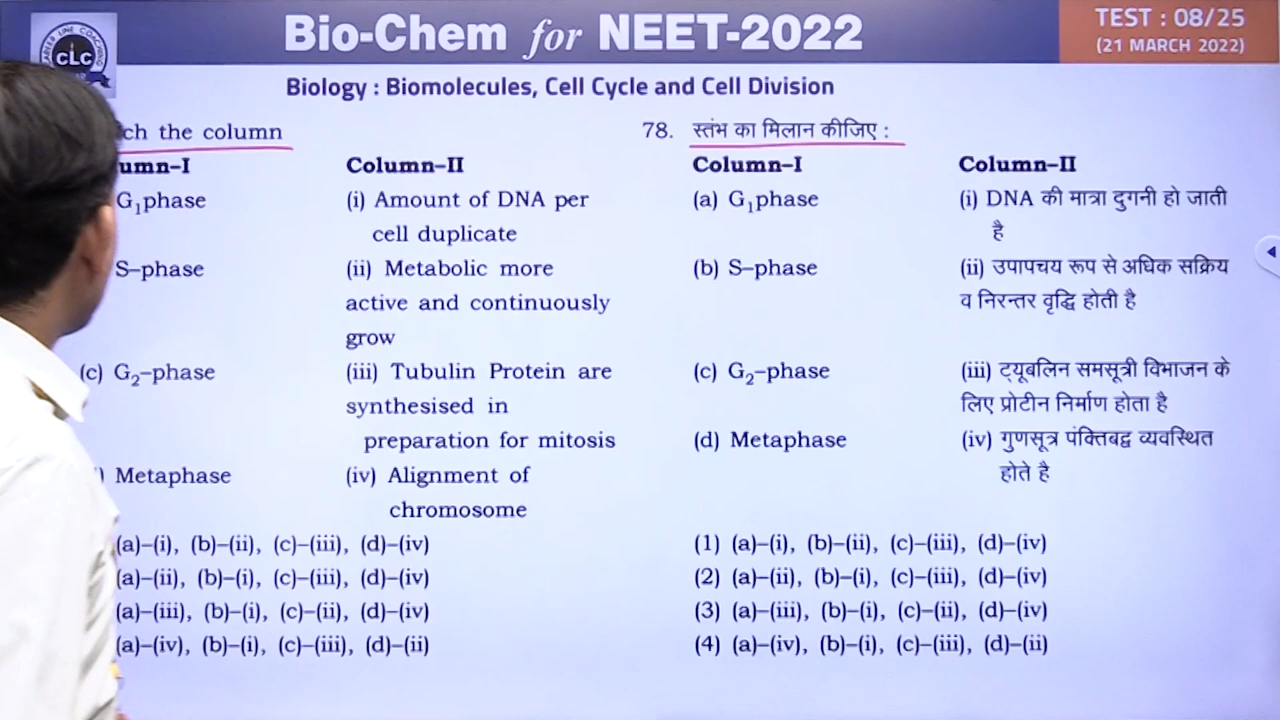 Bio-Chem for NEET-2022
TEST : 08/25
(21 MARCH 2022)
CLC
Biology : Biomolecules, Cell Cycle and Cell Division
ch the column
umn–I
Column–II
G₁phase
(i) Amount of DNA per
cell duplicate
S–phase
(ii) Metabolic more
active and continuously
grow
(c) G₂–phase
(iii) Tubulin Protein are
synthesised in
preparation for mitosis
) Metaphase
(iv) Alignment of
chromosome
(a)–(i), (b)–(ii), (c)–(iii), (d)–(iv)
(a)–(ii), (b)–(i), (c)–(iii), (d)–(iv)
(a)–(iii), (b)–(i), (c)–(ii), (d)–(iv)
(a)–(iv), (b)–(i), (c)–(iii), (d)–(ii)
78. स्तंभ का मिलान कीजिए :
Column–I
Column–II
(a) G₁phase
(i) DNA की मात्रा दुगनी हो जाती
है
(b) S–phase
(ii) उपापचय रूप से अधिक सक्रिय
व निरन्तर वृद्धि होती है
(c) G₂–phase
(iii) ट्यूबलिन समसूत्री विभाजन के
लिए प्रोटीन निर्माण होता है
(d) Metaphase
(iv) गुणसूत्र पंक्तिबद्व व्यवस्थित
होते है
(1) (a)–(i), (b)–(ii), (c)–(iii), (d)–(iv)
(2) (a)–(ii), (b)–(i), (c)–(iii), (d)–(iv)
(3) (a)–(iii), (b)–(i), (c)–(ii), (d)–(iv)
(4) (a)–(iv), (b)–(i), (c)–(iii), (d)–(ii)